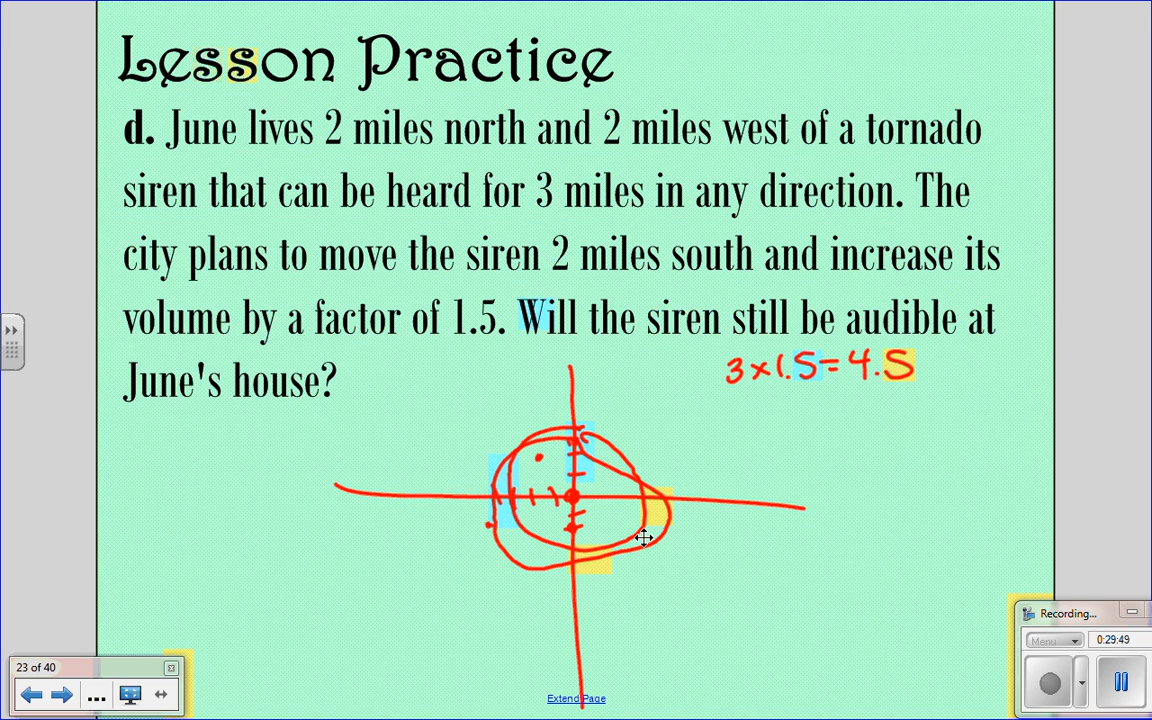 Lesson Practice
d. June lives 2 miles north and 2 miles west of a tornado
siren that can be heard for 3 miles in any direction. The
city plans to move the siren 2 miles south and increase its
volume by a factor of 1.5. Will the siren still be audible at
June's house?
3 x 1.5 = 4.5
Recording...
Menu
0:29:49
23 of 40
...
Extend Page